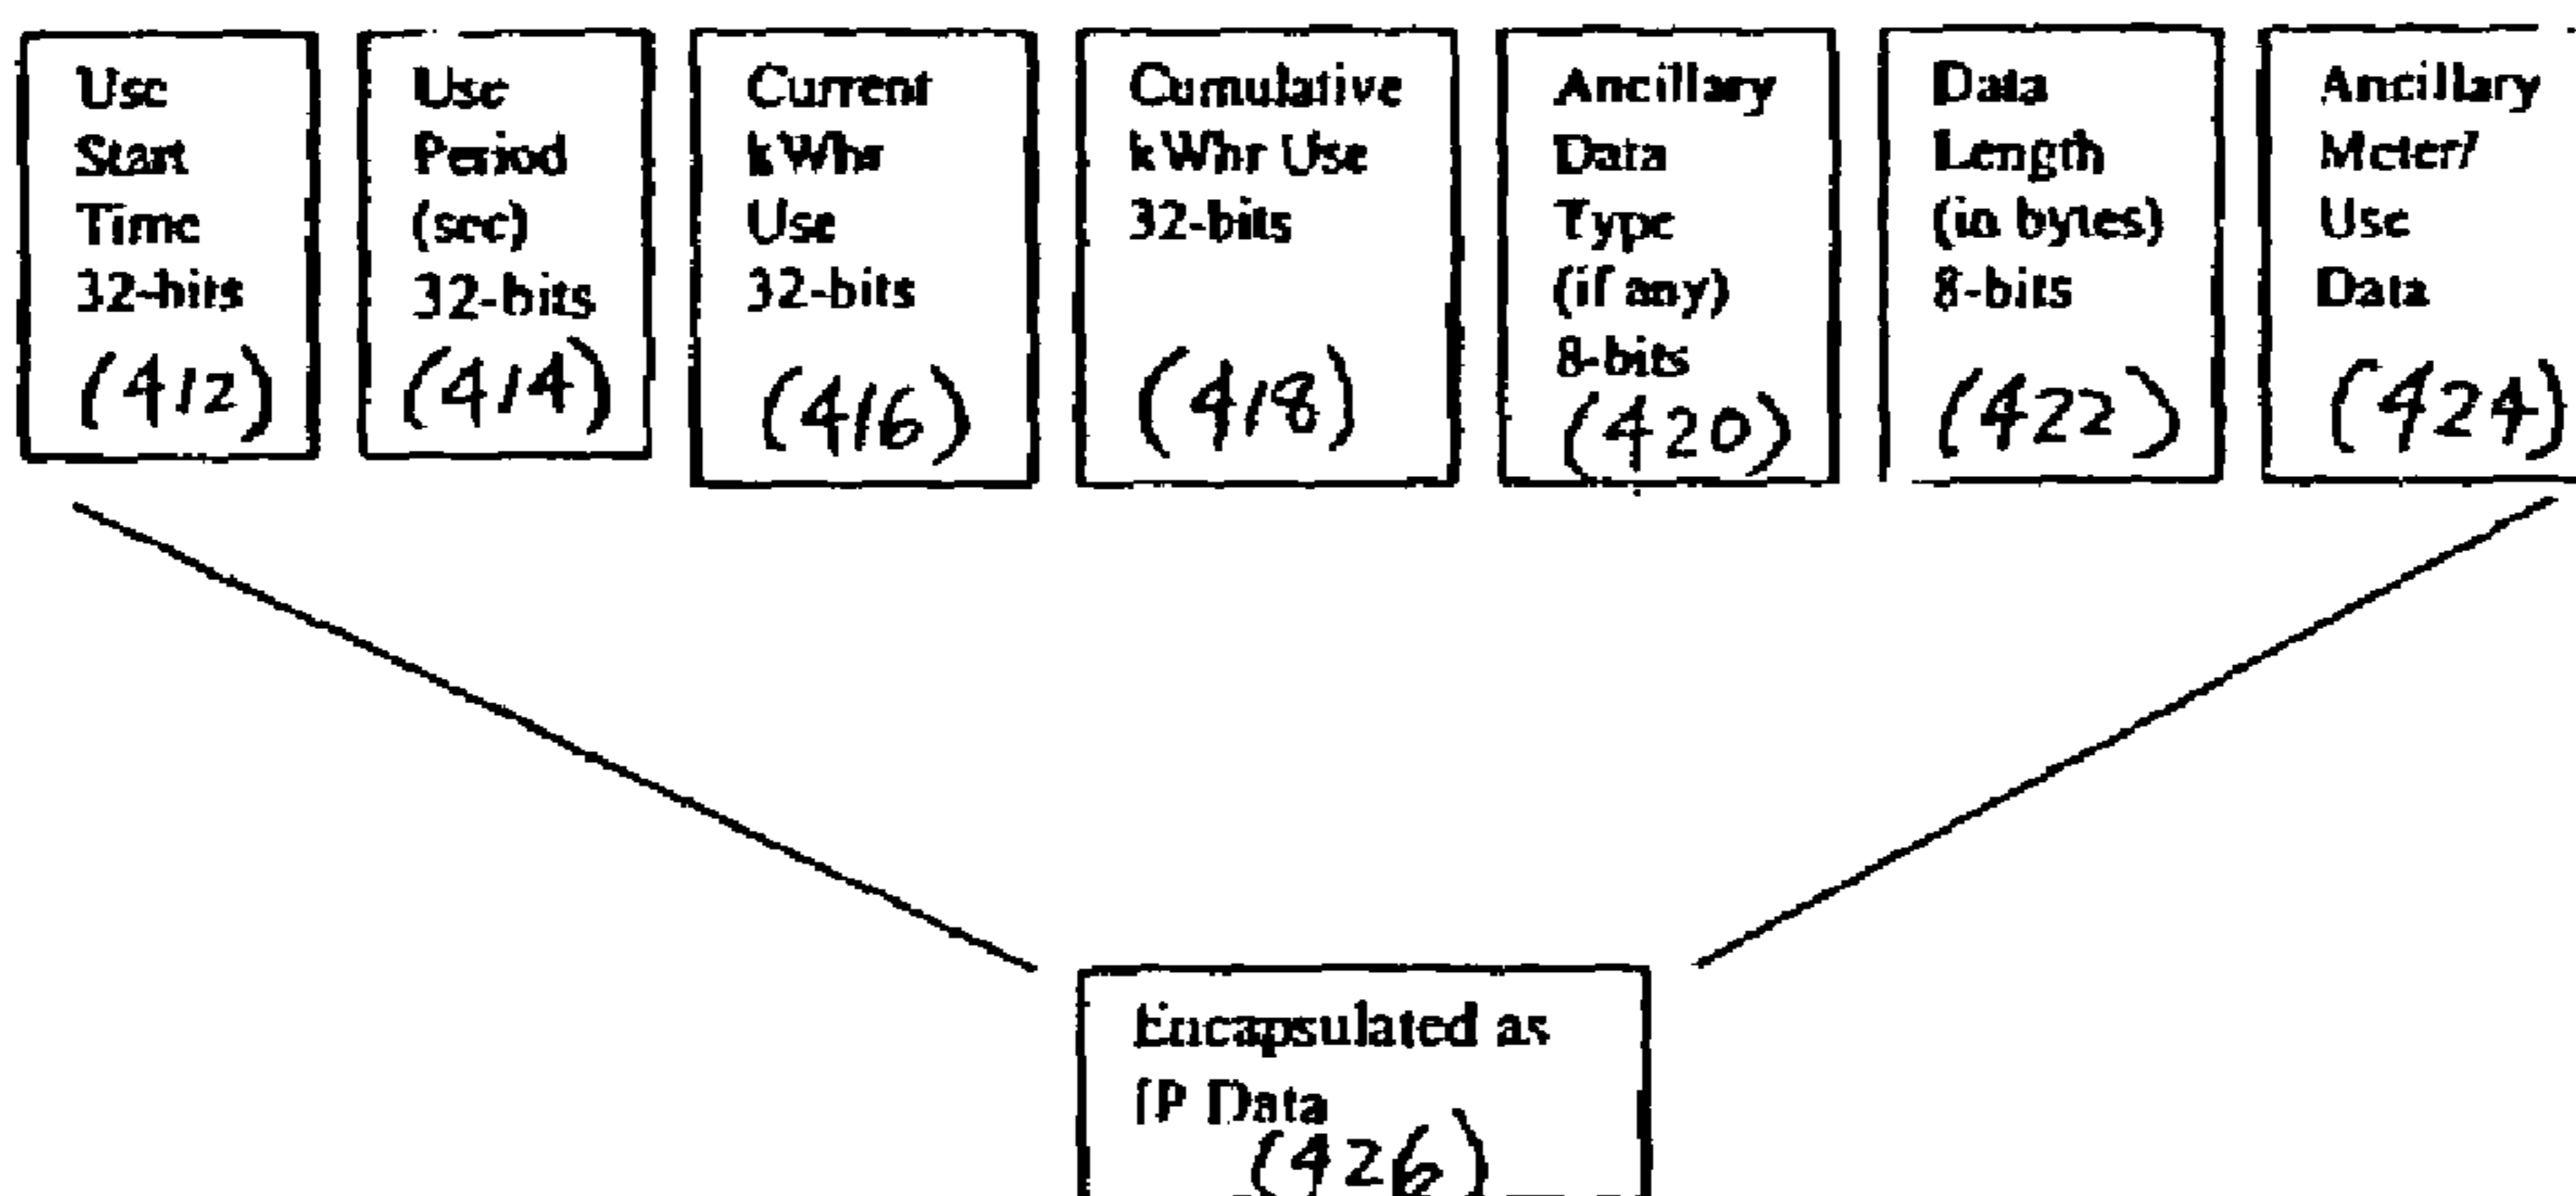 Use
Start
Time
32-bits
(412)
Use
Period
(sec)
32-bits
(414)
Current
kWhr
Use
32-bits
(416)
Cumulative
kWhr Use
32-bits
(418)
Ancillary
Data
Type
(if any)
8-bits
(420)
Data
Length
(in bytes)
8-bits
(422)
Ancillary
Meter/
Use
Data
(424)
Encapsulated as
IP Data
(426)